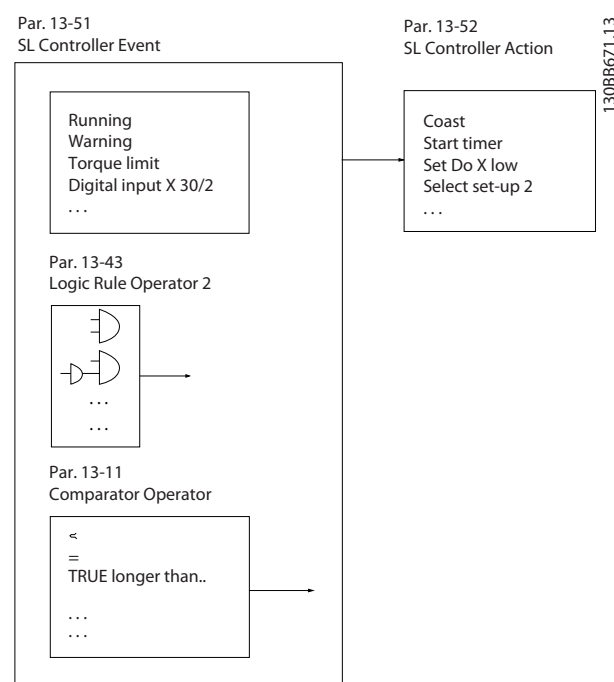 Par. 13-51
SL Controller Event
Par. 13-52
SL Controller Action
130BB671.13
Running
Warning
Torque limit
Digital input X 30/2
. . .
Coast
Start timer
Set Do X low
Select set-up 2
. . .
Par. 13-43
Logic Rule Operator 2
. . .
. . .
Par. 13-11
Comparator Operator
<
=
TRUE longer than..
. . .
. . .